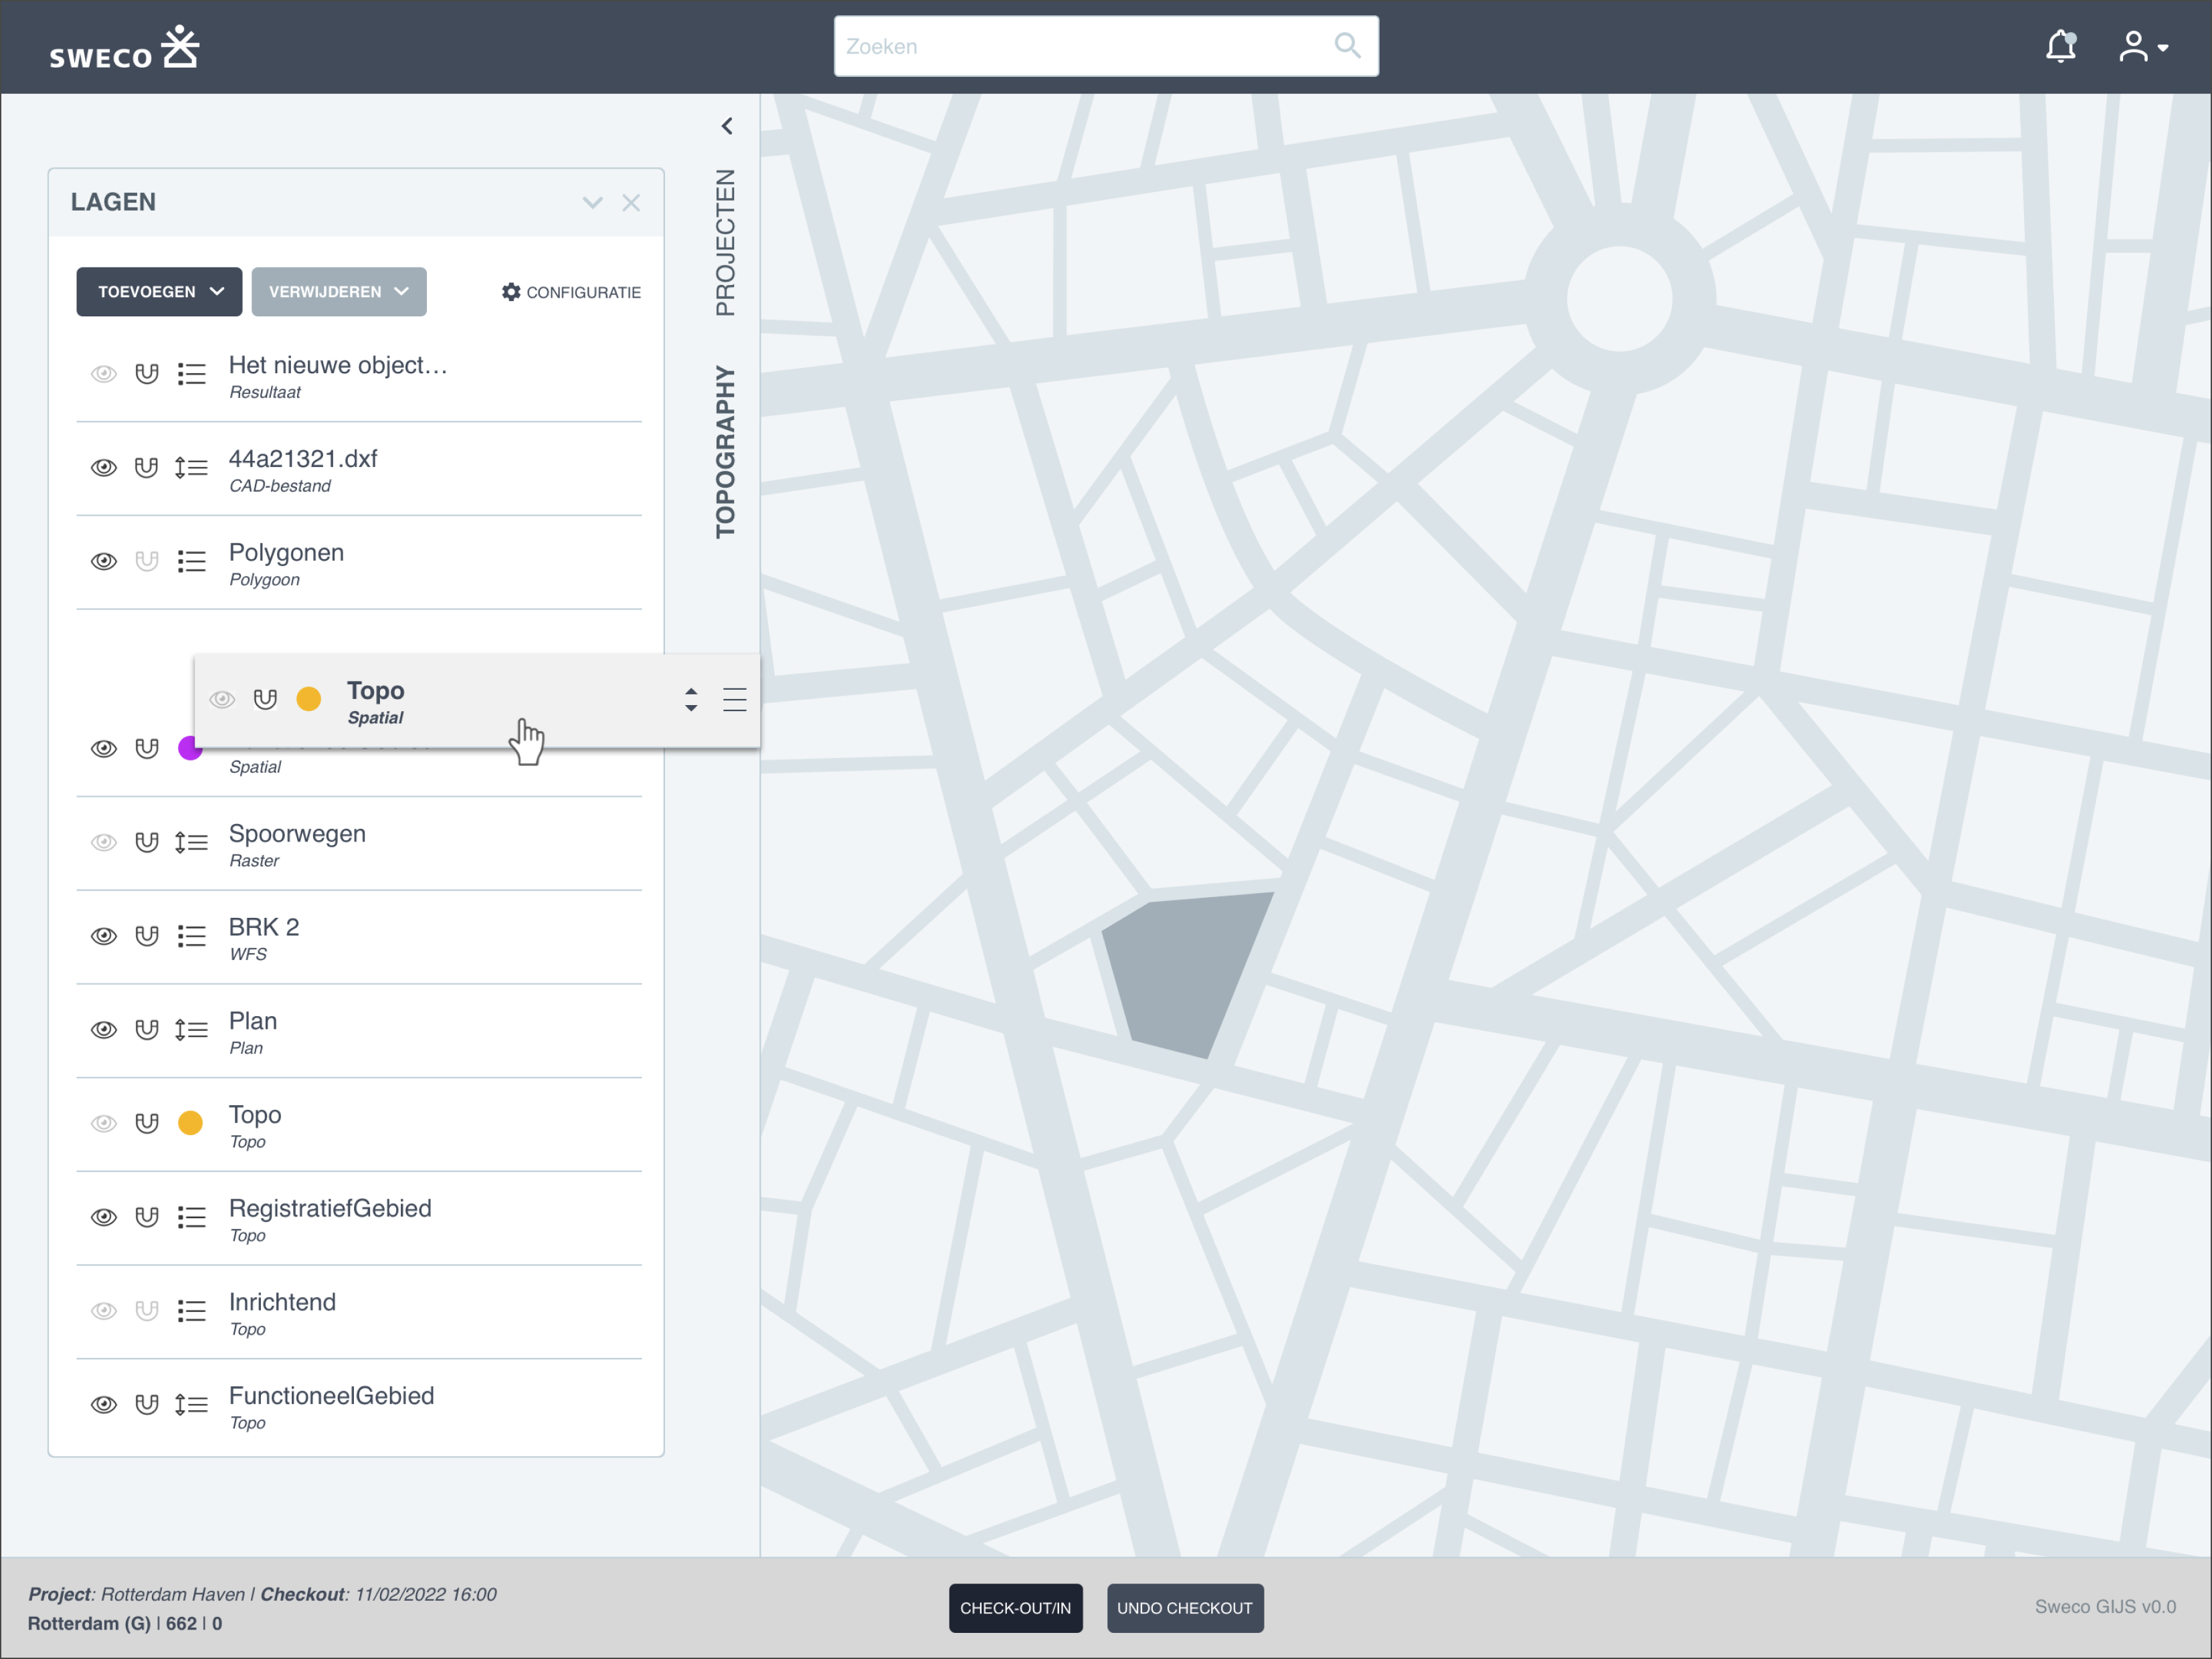 SWECO
Zoeken
LAGEN
TOEVOEGEN
VERWIJDEREN
CONFIGURATIE
Het nieuwe object...
Resultaat
44a21321.dxf
CAD-bestand
Polygonen
Polygoon
Topo
Spatial
Spatial
Spoorwegen
Raster
BRK 2
WFS
Plan
Plan
Topo
Topo
RegistratiefGebied
Topo
Inrichtend
Topo
FunctioneelGebied
Topo
PROJECTEN
TOPOGRAPHY
Project: Rotterdam Haven | Checkout: 11/02/2022 16:00
Rotterdam (G) | 662 | 0
CHECK-OUT/IN
UNDO CHECKOUT
Sweco GIJS v0.0